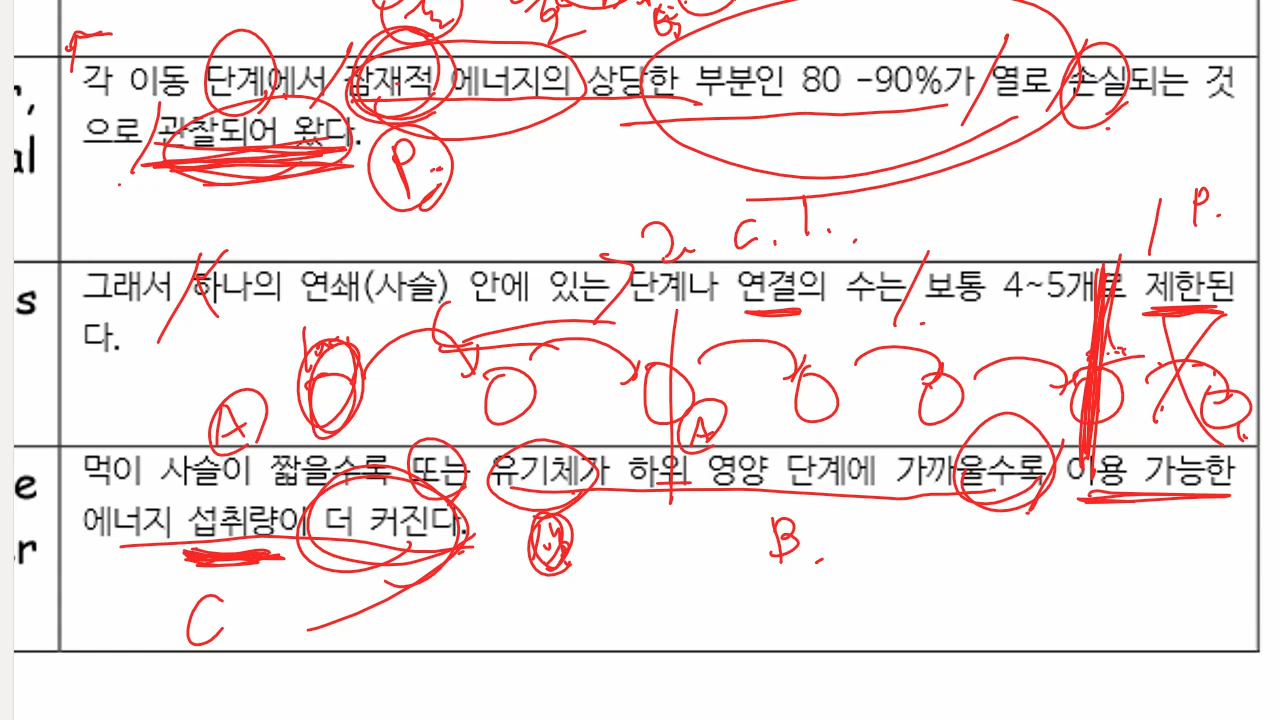 각 이동 단계에서 잠재적 에너지의 상당한 부분인 80 -90%가 열로 손실되는 것
으로 관찰되어 왔다.
P
2. C. T. .
P.
그래서 하나의 연쇄(사슬) 안에 있는 단계나 연결의 수는 보통 4~5개로 제한된
다.
A
A
먹이 사슬이 짧을수록 또는 유기체가 하위 영양 단계에 가까울수록 이용 가능한
에너지 섭취량이 더 커진다.
B.
C
r,
al
s
e
er